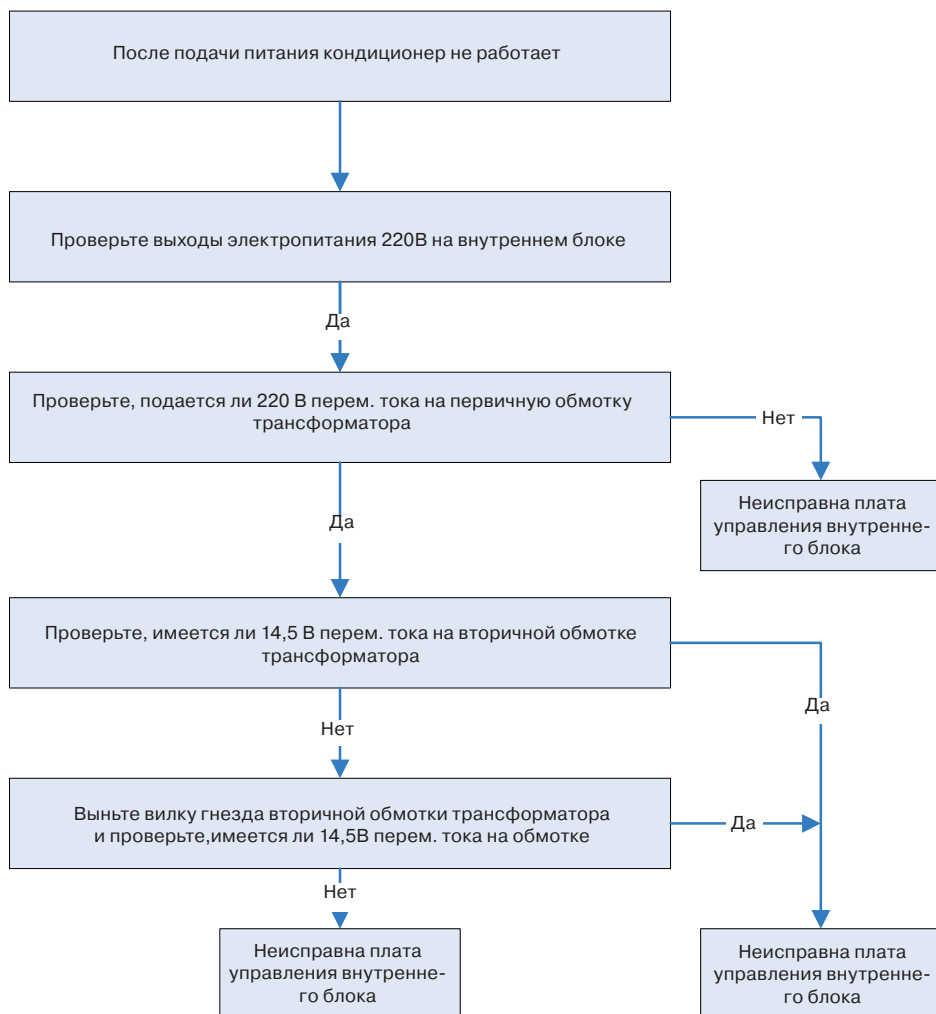 После подачи питания кондиционер не работает
Проверьте выходы электропитания 220В на внутреннем блоке
Да
Проверьте, подается ли 220 В перем. тока на первичную обмотку
трансформатора
Нет
Неисправна плата
управления внутренне-
го блока
Да
Проверьте, имеется ли 14,5 В перем. тока на вторичной обмотке
трансформатора
Да
Нет
Выньте вилку гнезда вторичной обмотки трансформатора
и проверьте,имеется ли 14,5В перем. тока на обмотке
Да
Нет
Неисправна плата
управления внутренне-
го блока
Неисправна плата
управления внутренне-
го блока